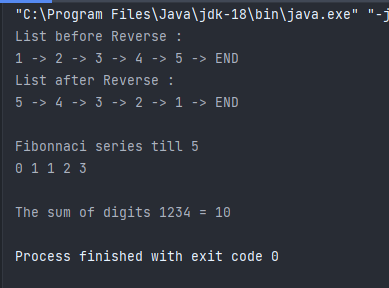 "C:\Program Files\Java\jdk-18\bin\java.exe" "-j
List before Reverse :
1 -> 2 -> 3 -> 4 -> 5 -> END
List after Reverse :
5 -> 4 -> 3 -> 2 -> 1 -> END
Fibonnaci series till 5
0 1 1 2 3
The sum of digits 1234 = 10
Process finished with exit code 0